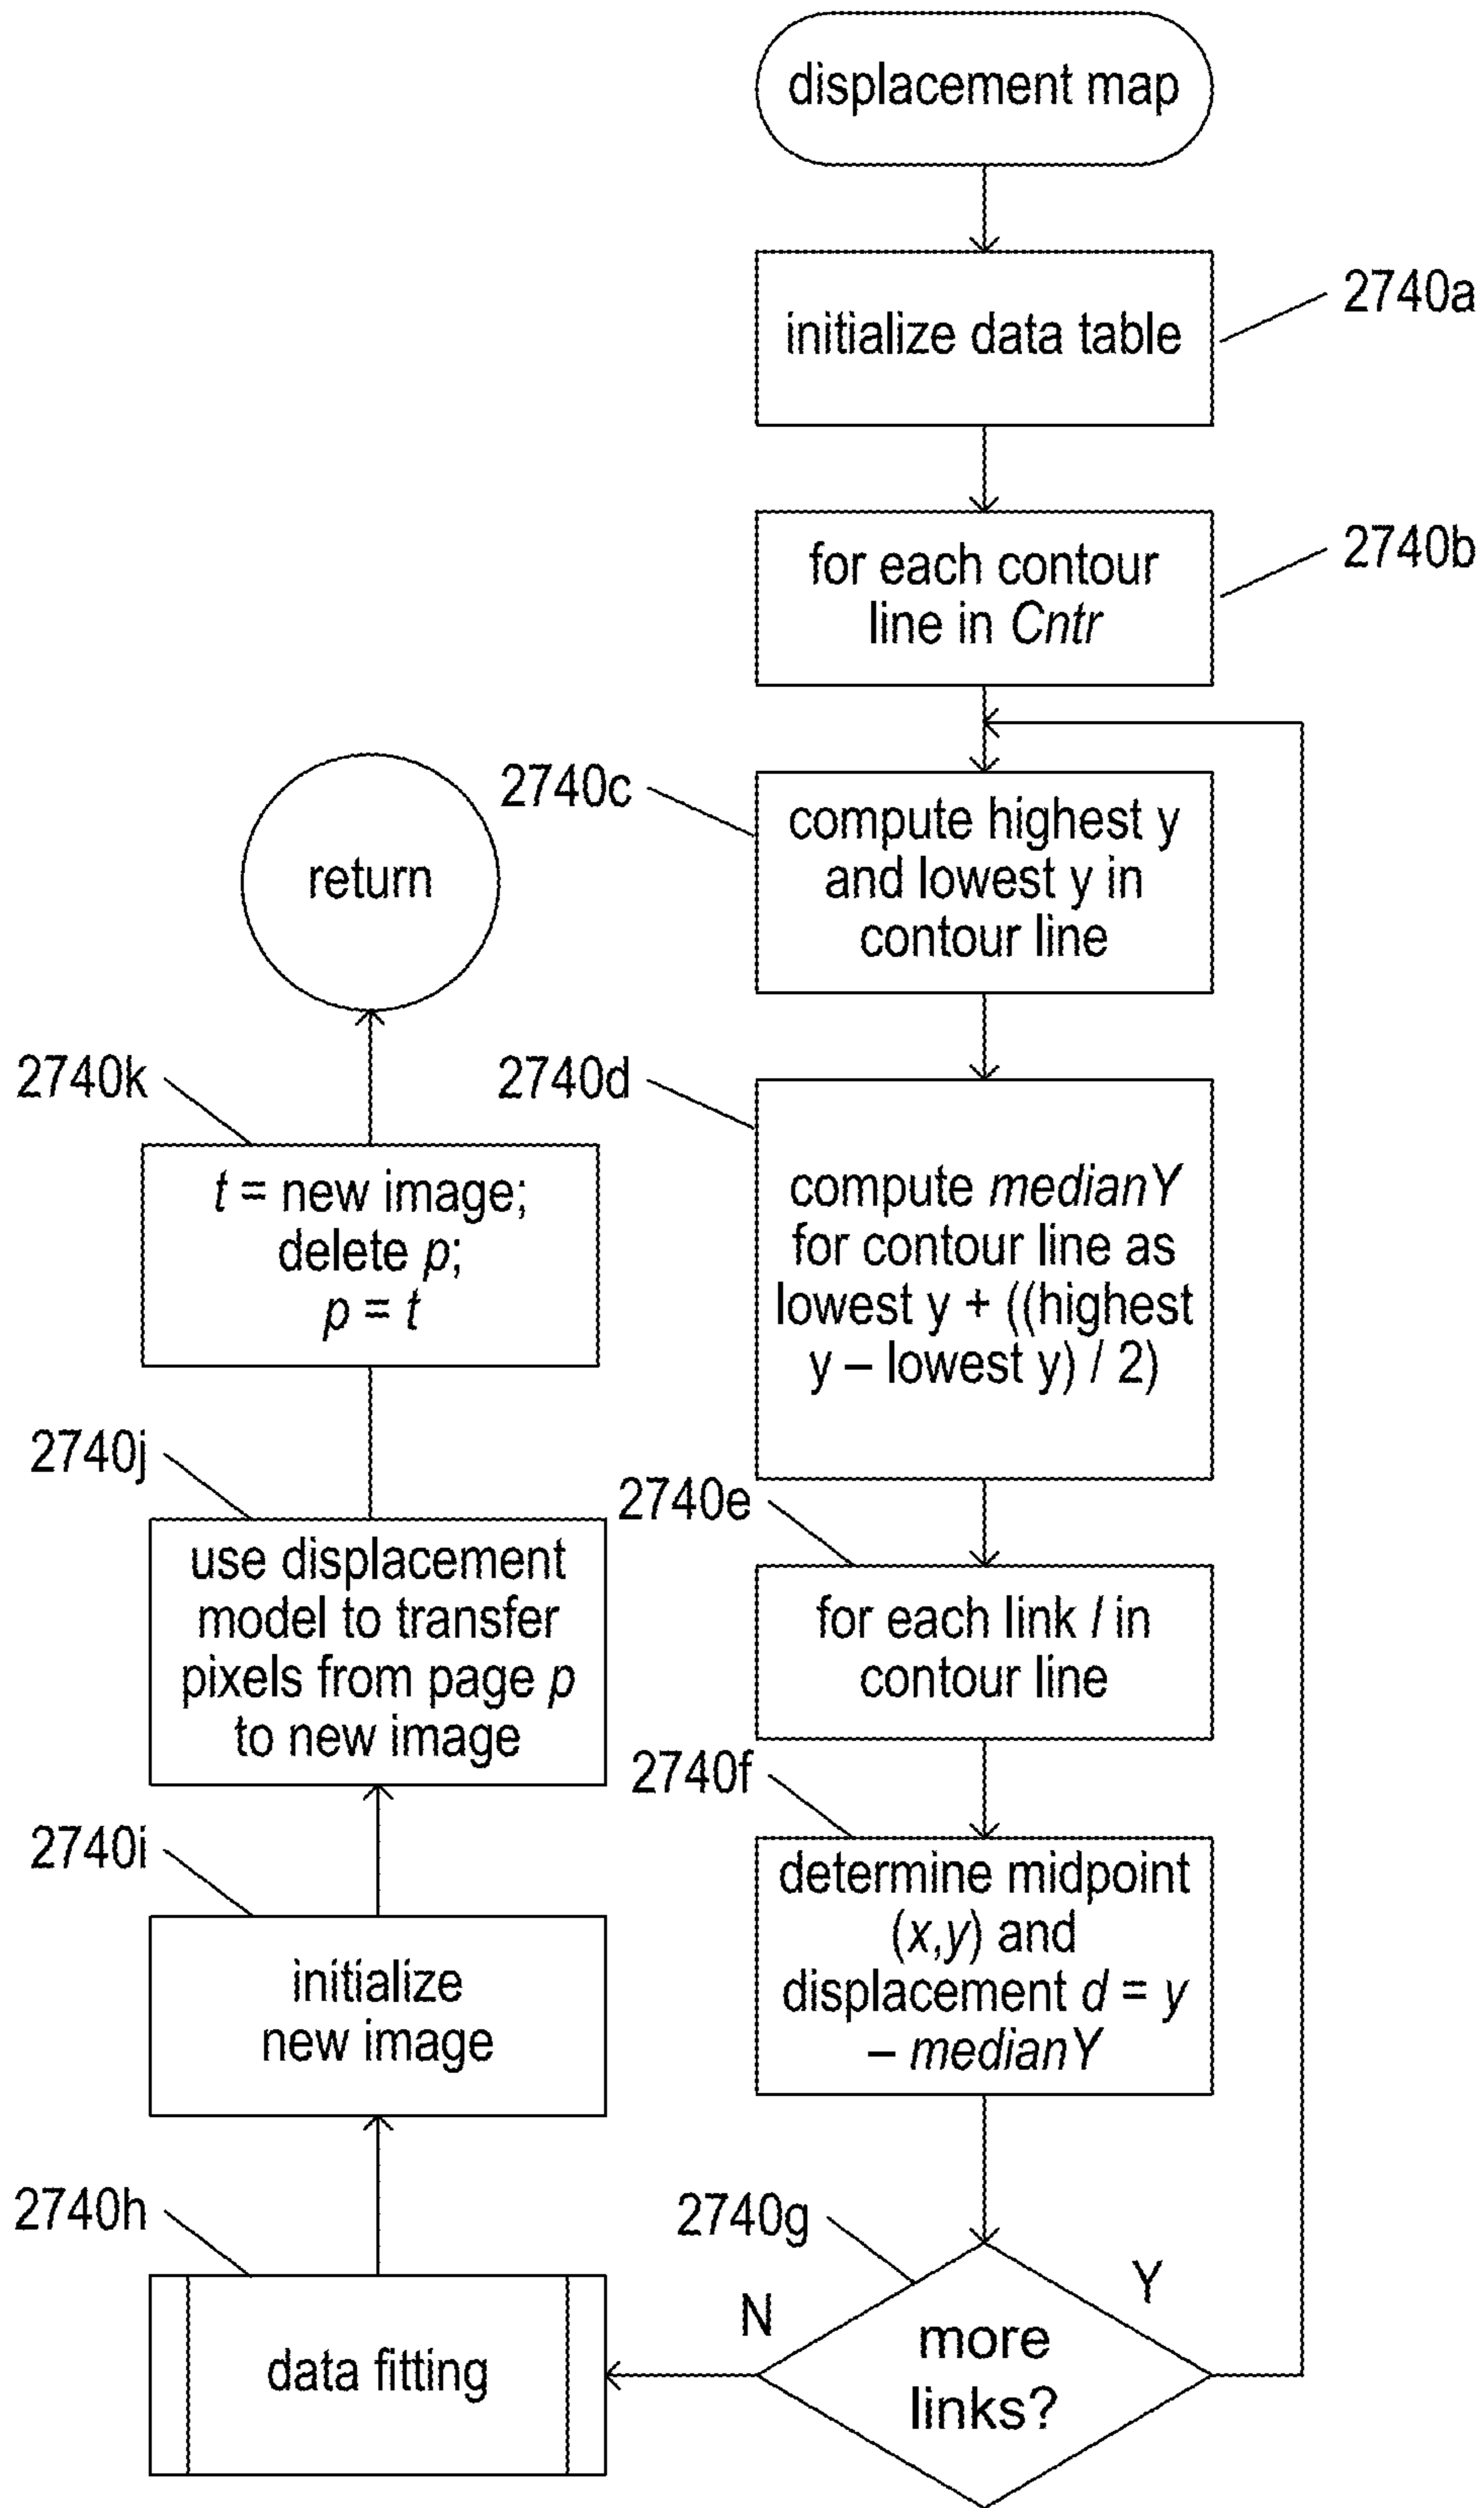 displacement map
initialize data table
2740a
for each contour
line in Cntr
2740b
2740c
compute highest y
and lowest y in
contour line
2740d
compute medianY
for contour line as
lowest y + ((highest
y – lowest y) / 2)
2740e
for each link l in
contour line
2740f
determine midpoint
(x,y) and
displacement d = y
– medianY
2740g
more
links?
Y
N
2740h
data fitting
2740i
initialize
new image
2740j
use displacement
model to transfer
pixels from page p
to new image
2740k
t = new image;
delete p;
p = t
return